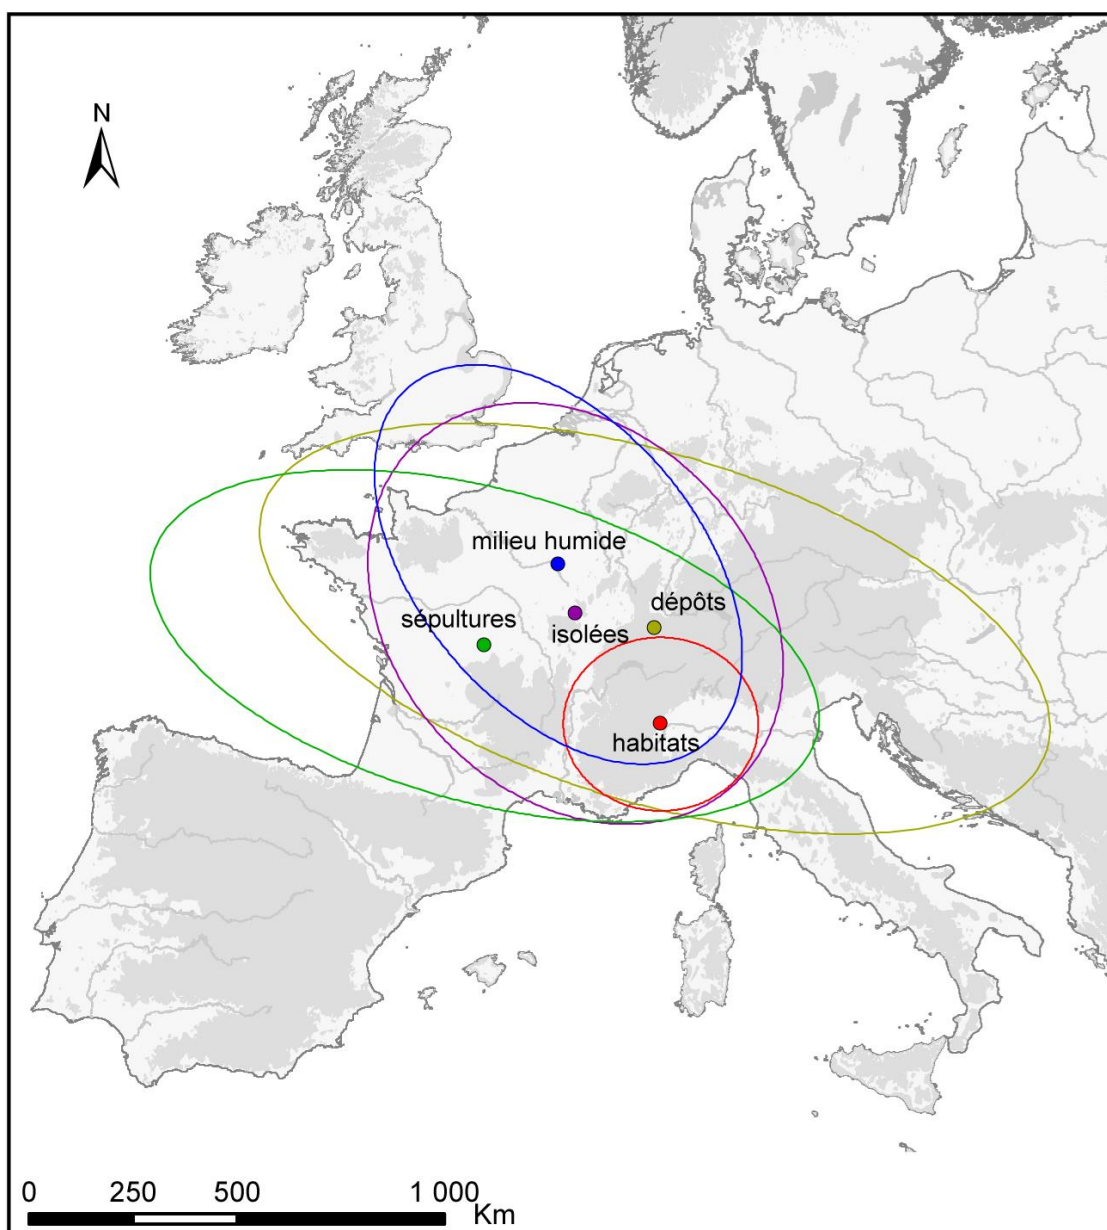 N
milieu humide
dépôts
sépultures
isolées
habitats
0 250 500 1 000
Km